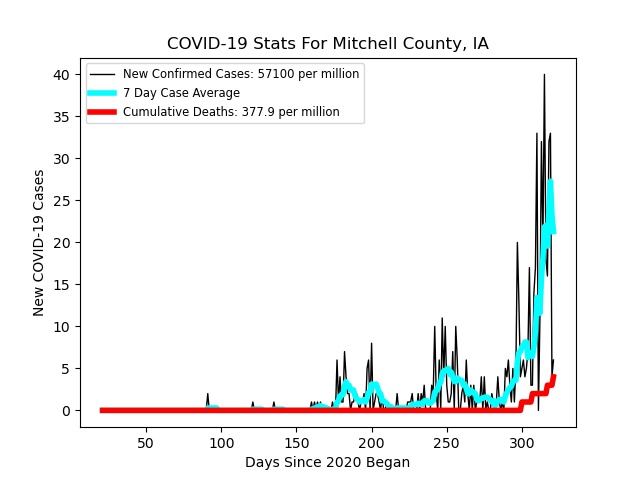 COVID-19 Stats For Mitchell County, IA
New Confirmed Cases: 57100 per million
7 Day Case Average
Cumulative Deaths: 377.9 per million
New COVID-19 Cases
40
35
30
25
20
15
10
5
0
50 100 150 200 250 300
Days Since 2020 Began